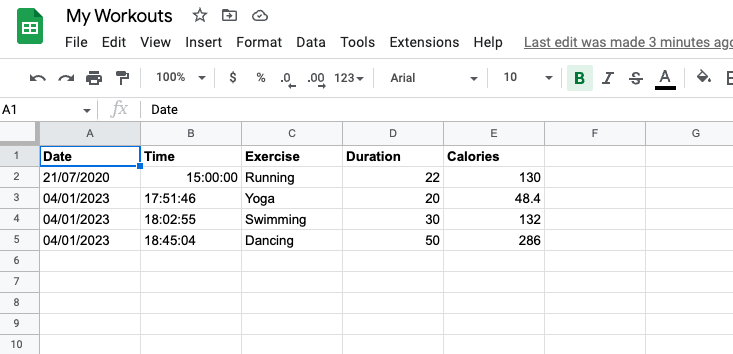 My Workouts
File Edit View Insert Format Data Tools Extensions Help Last edit was made 3 minutes ago
100% $ % .0 .00 123 Arial 10 B I S A
A1 fx Date
A B C D E F G
1 Date Time Exercise Duration Calories
2 21/07/2020 15:00:00 Running 22 130
3 04/01/2023 17:51:46 Yoga 20 48.4
4 04/01/2023 18:02:55 Swimming 30 132
5 04/01/2023 18:45:04 Dancing 50 286
6
7
8
9
10